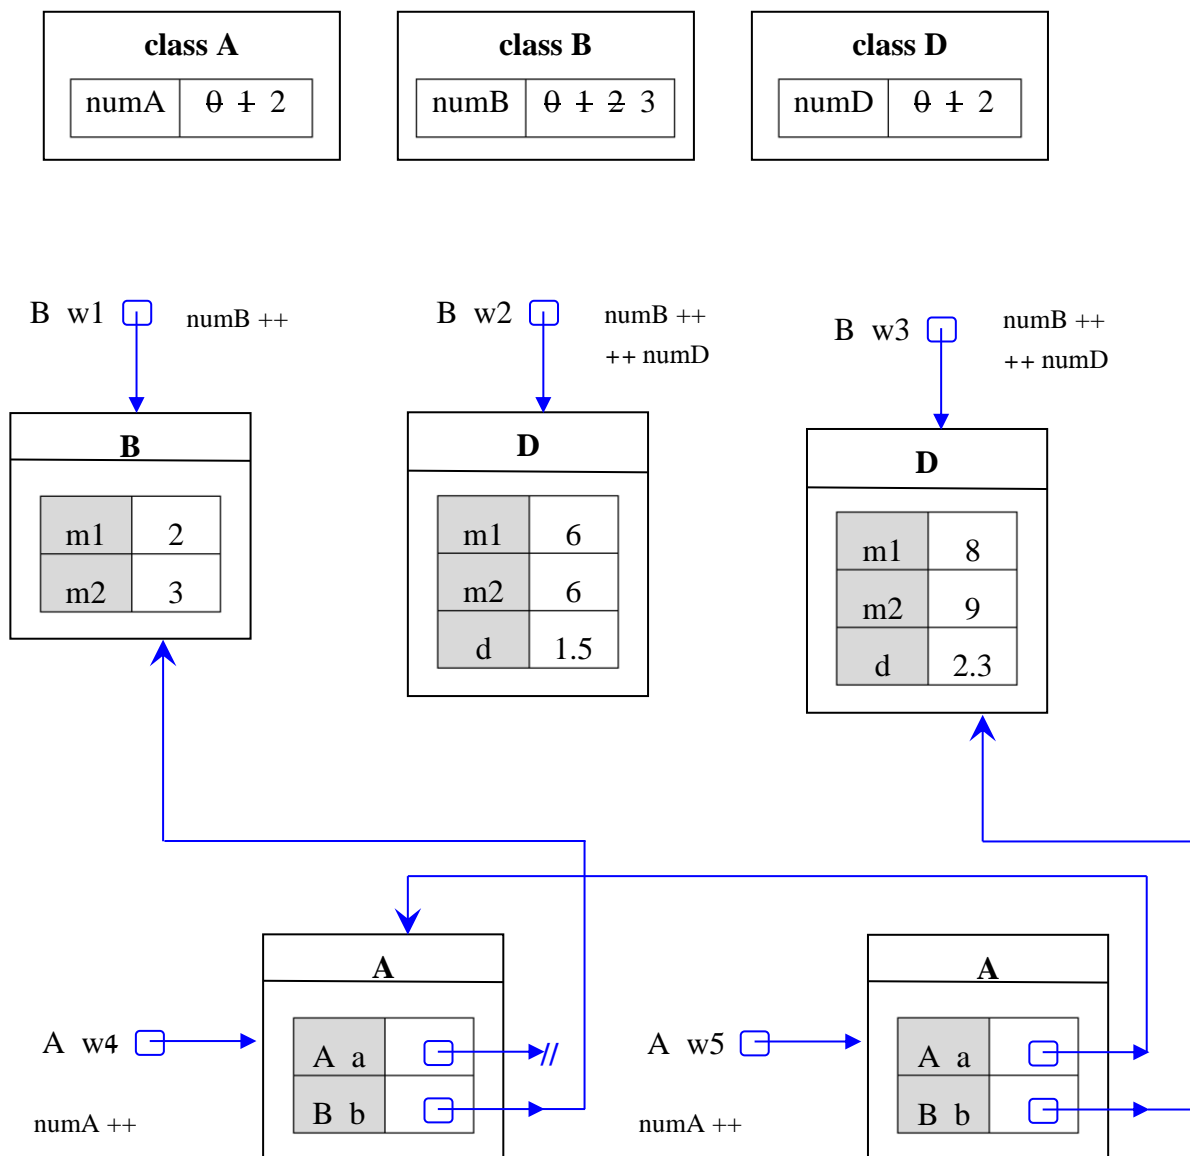 class A
numA 0 1 2
class B
numB 0 1 2 3
class D
numD 0 1 2
B w1
numB ++
B w2
numB ++
++ numD
B w3
numB ++
++ numD
B
m1 2
m2 3
D
m1 6
m2 6
d 1.5
D
m1 8
m2 9
d 2.3
A w4
numA ++
A
A a //
B b
A w5
numA ++
A
A a
B b